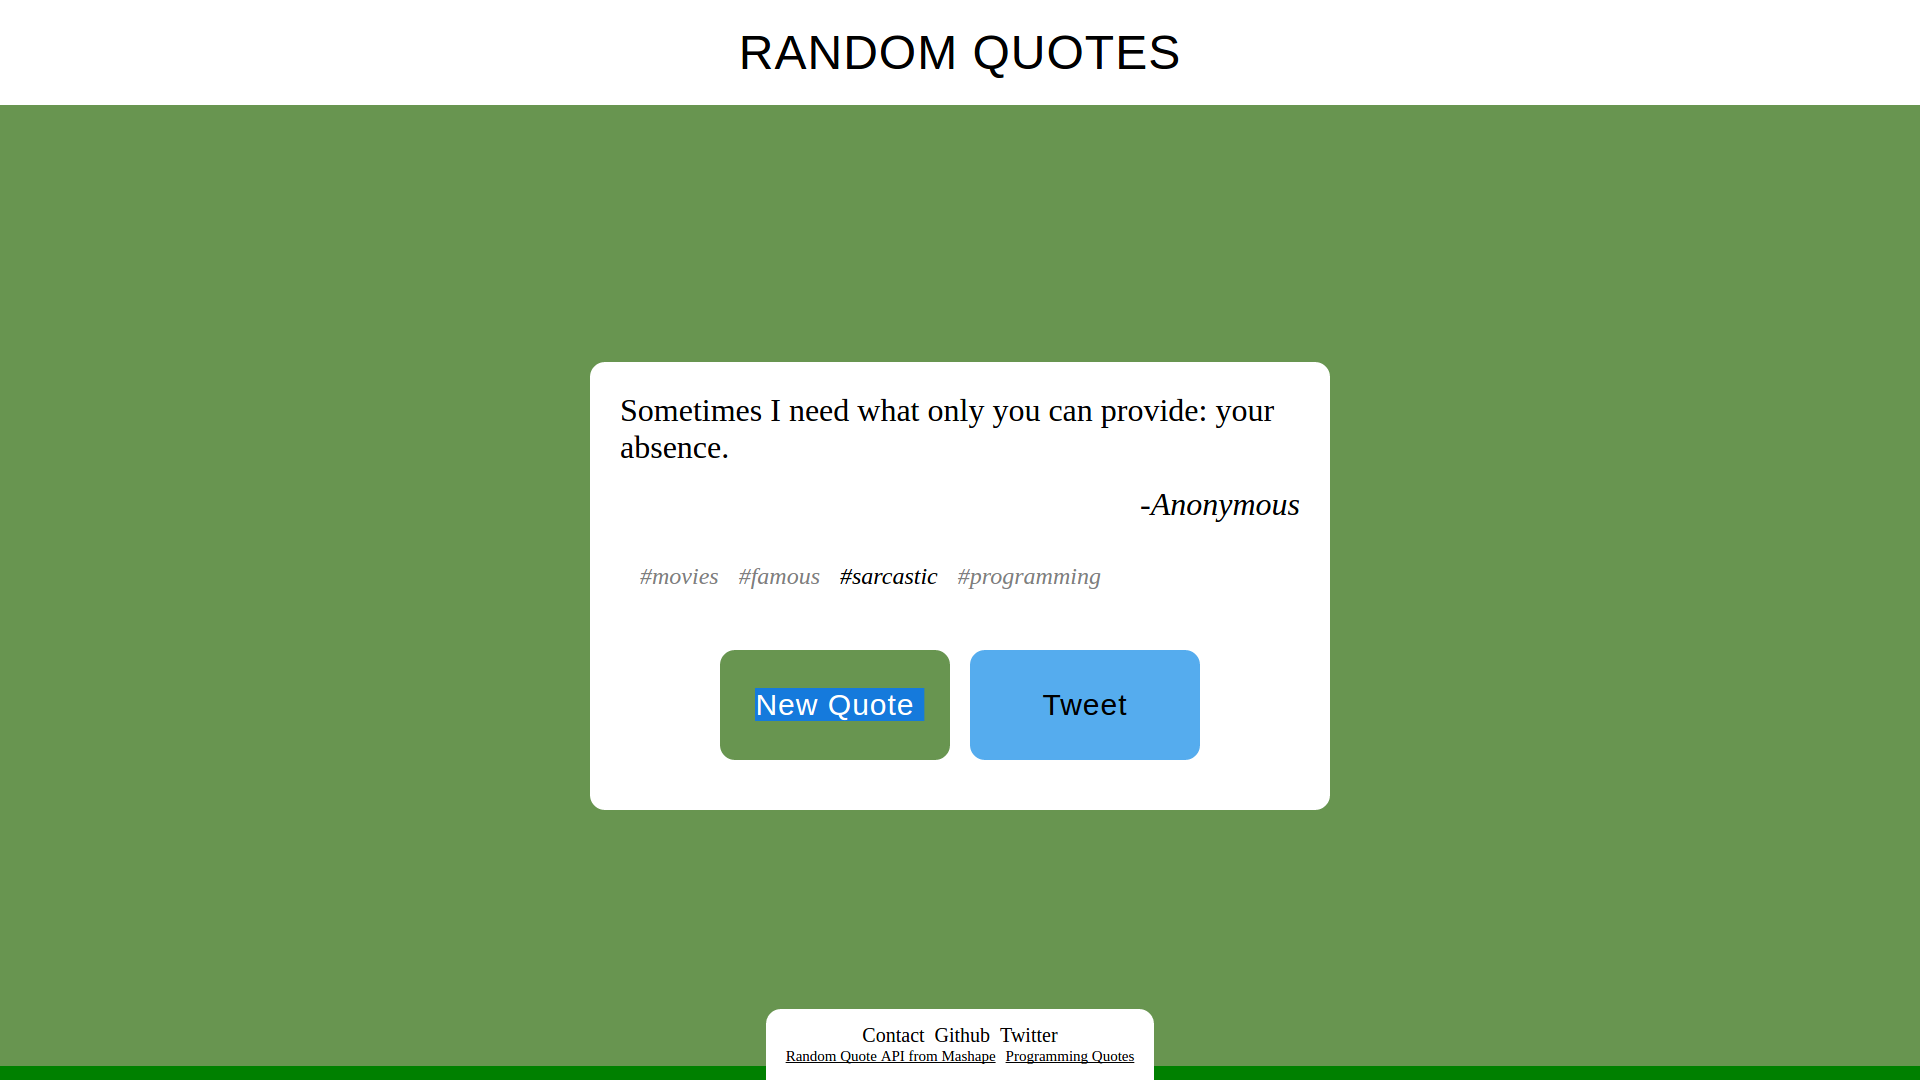 RANDOM QUOTES
Sometimes I need what only you can provide: your
absence.
-Anonymous
#movies #famous #sarcastic #programming
New Quote Tweet
Contact Github Twitter
Random Quote API from Mashape Programming Quotes